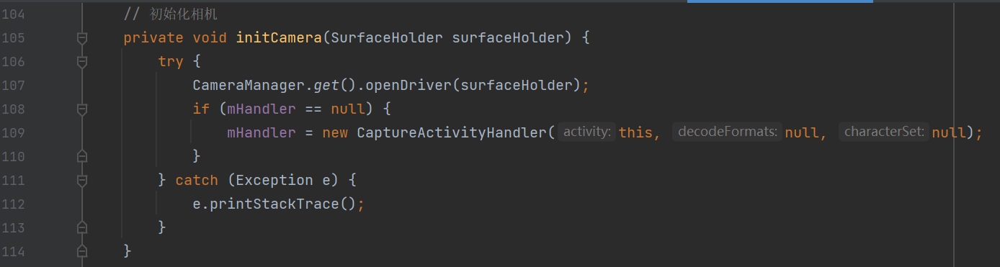 104 // 初始化相机
105 private void initCamera(SurfaceHolder surfaceHolder) {
106 try {
107 CameraManager.get().openDriver(surfaceHolder);
108 if (mHandler == null) {
109 mHandler = new CaptureActivityHandler( activity: this, decodeFormats: null, characterSet: null);
110 }
111 } catch (Exception e) {
112 e.printStackTrace();
113 }
114 }